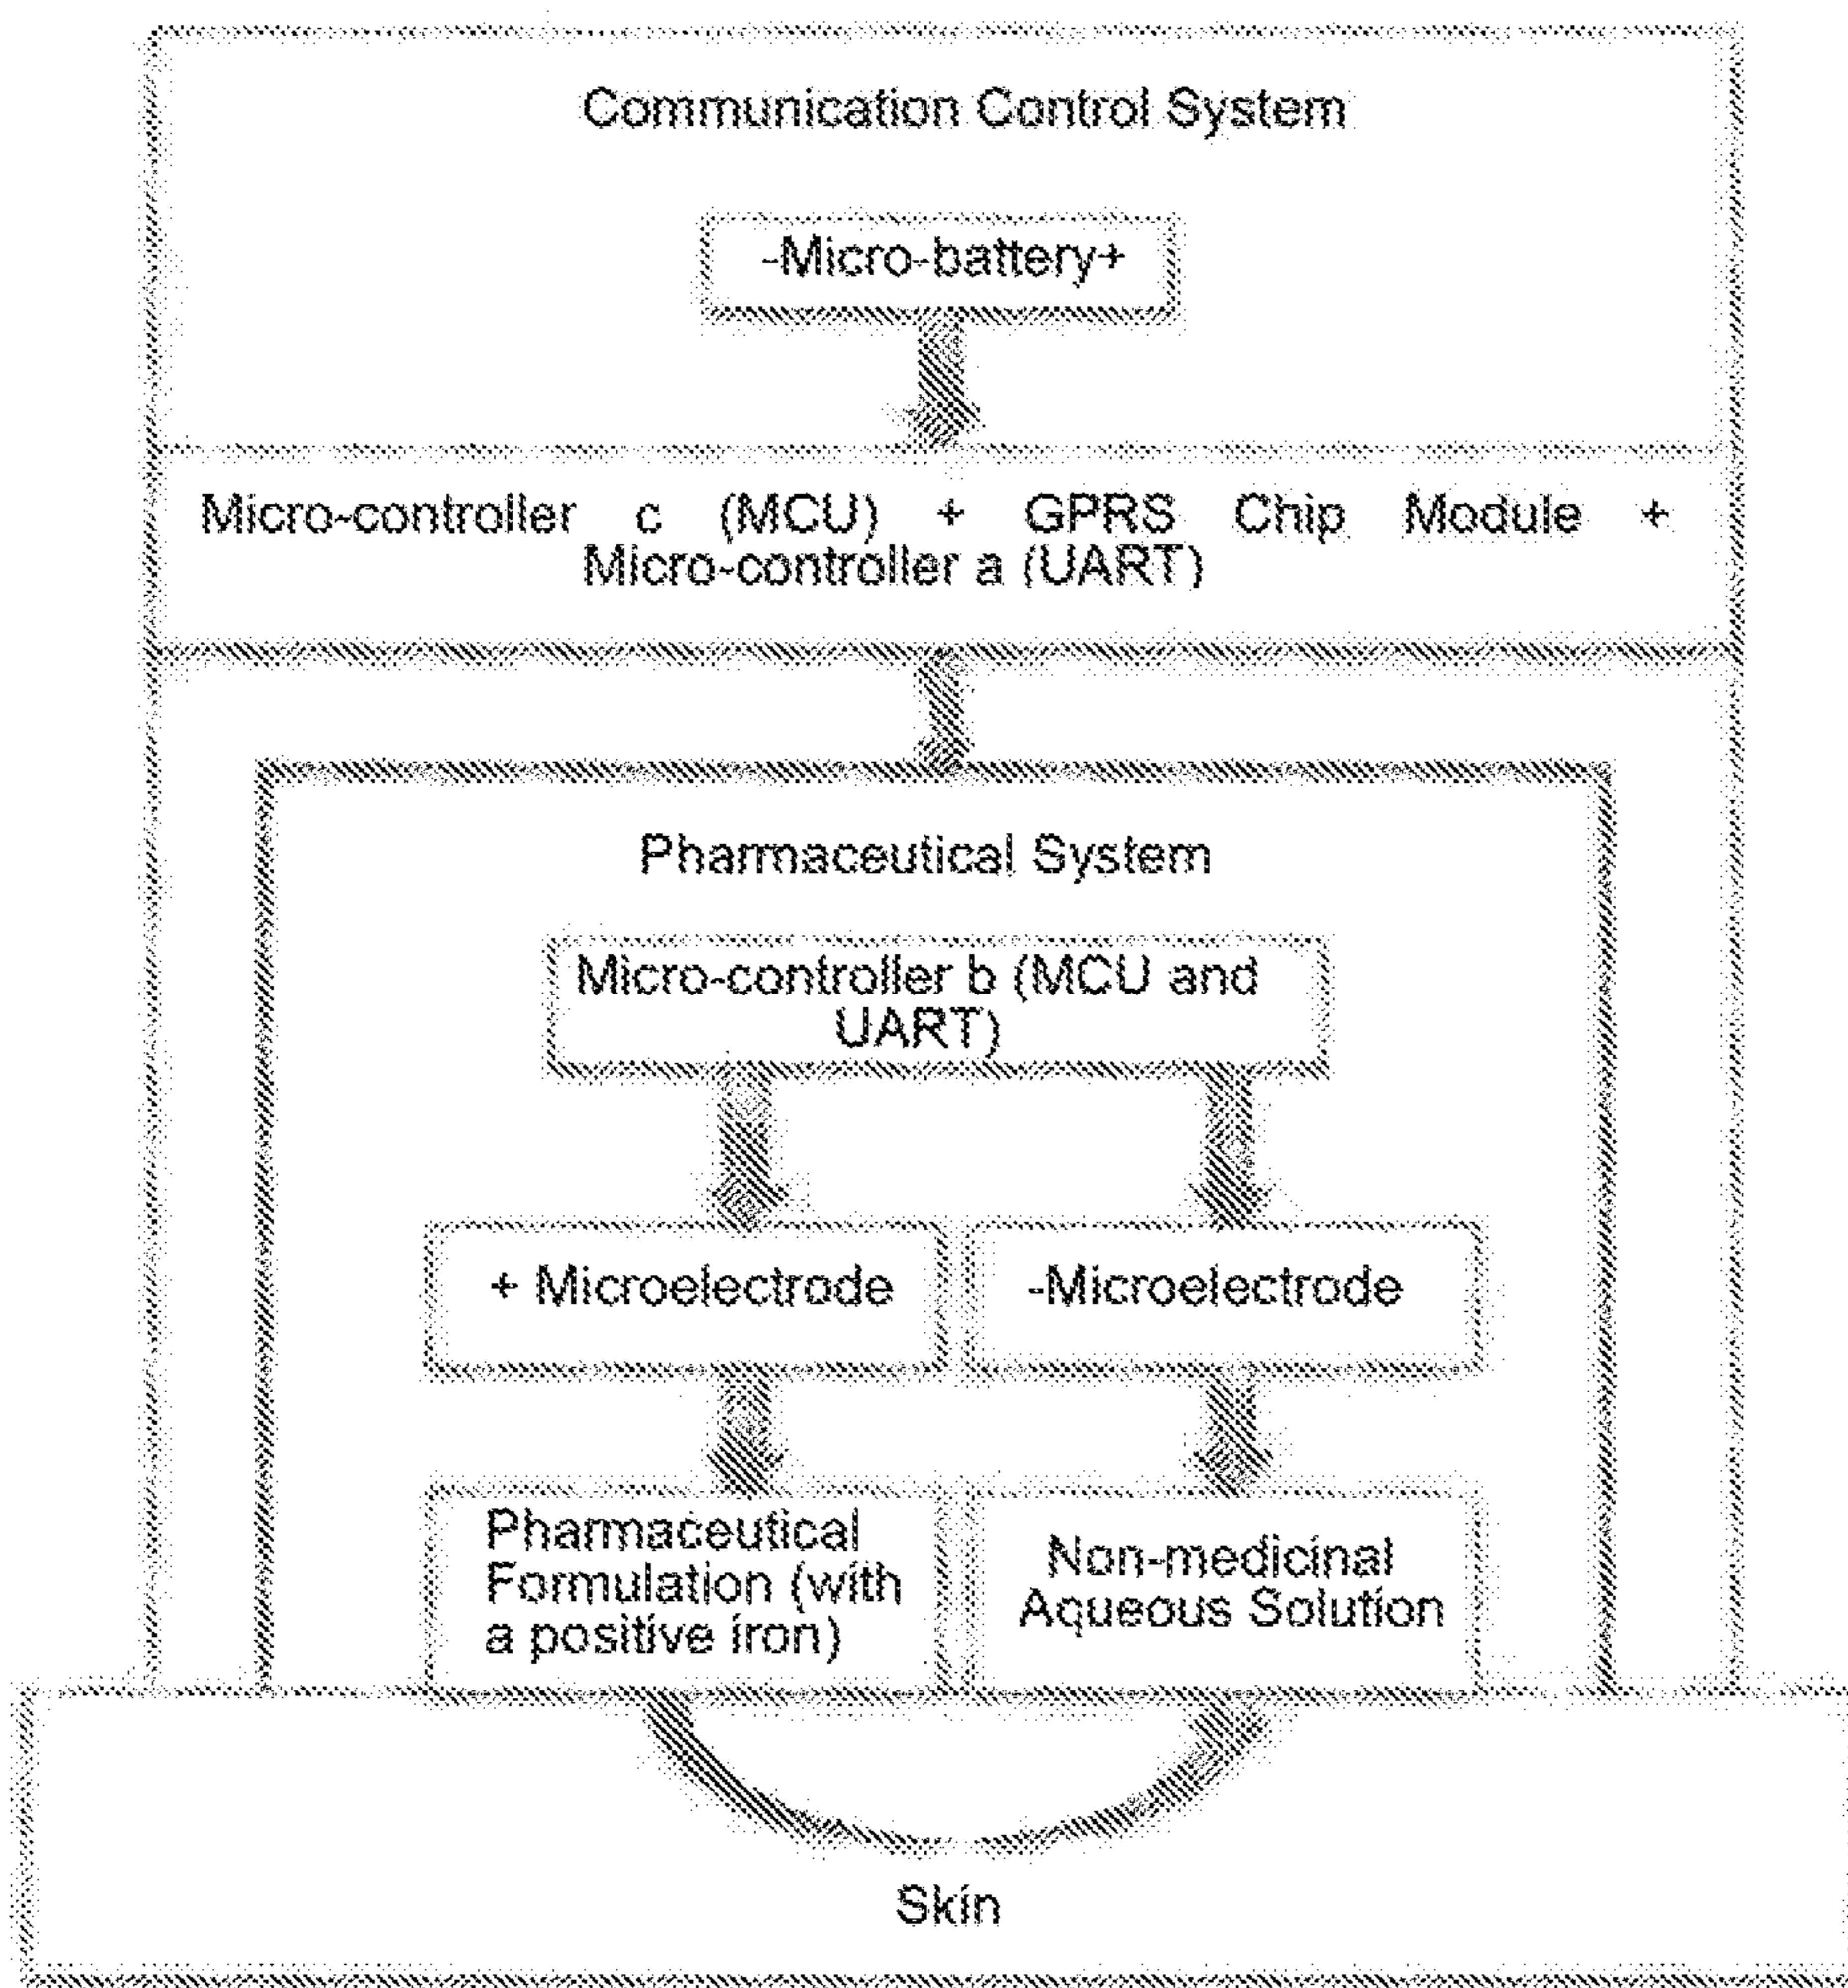 Communication Control System
-Micro-battery+
Micro-controller c (MCU) + GPRS Chip Module +
Micro-controller a (UART)
Pharmaceutical System
Micro-controller b (MCU and
UART)
+ Microelectrode
-Microelectrode
Pharmaceutical
Formulation (with
a positive iron)
Non-medicinal
Aqueous Solution
Skin